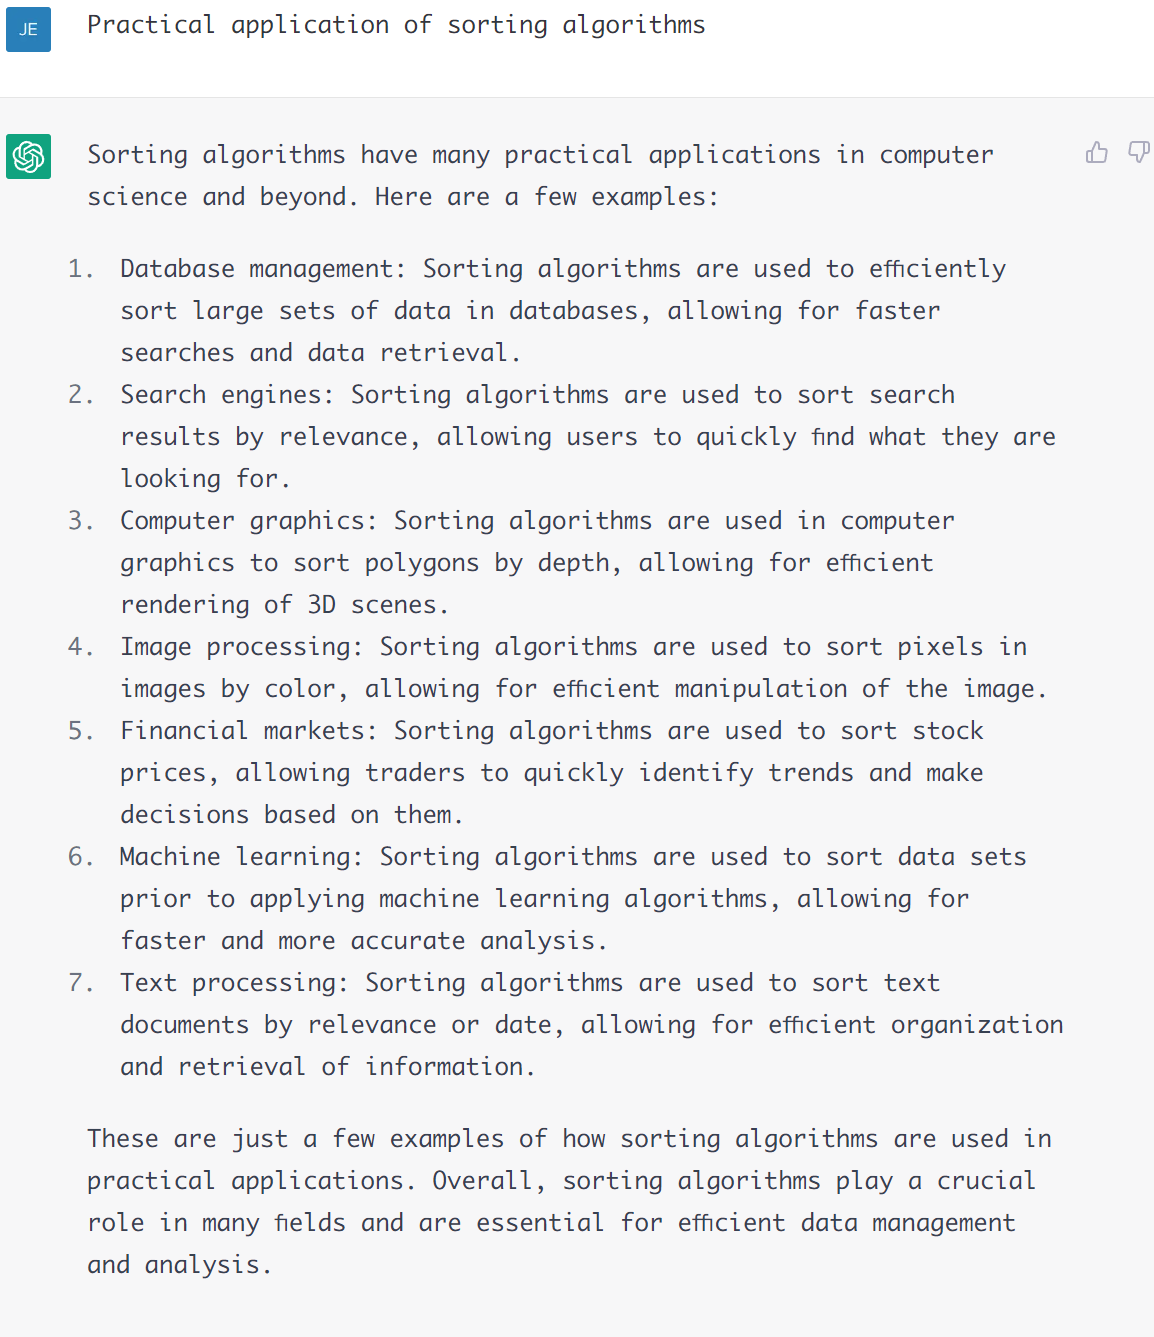 JE
Practical application of sorting algorithms
Sorting algorithms have many practical applications in computer
science and beyond. Here are a few examples:
1. Database management: Sorting algorithms are used to efficiently
sort large sets of data in databases, allowing for faster
searches and data retrieval.
2. Search engines: Sorting algorithms are used to sort search
results by relevance, allowing users to quickly find what they are
looking for.
3. Computer graphics: Sorting algorithms are used in computer
graphics to sort polygons by depth, allowing for efficient
rendering of 3D scenes.
4. Image processing: Sorting algorithms are used to sort pixels in
images by color, allowing for efficient manipulation of the image.
5. Financial markets: Sorting algorithms are used to sort stock
prices, allowing traders to quickly identify trends and make
decisions based on them.
6. Machine learning: Sorting algorithms are used to sort data sets
prior to applying machine learning algorithms, allowing for
faster and more accurate analysis.
7. Text processing: Sorting algorithms are used to sort text
documents by relevance or date, allowing for efficient organization
and retrieval of information.
These are just a few examples of how sorting algorithms are used in
practical applications. Overall, sorting algorithms play a crucial
role in many fields and are essential for efficient data management
and analysis.